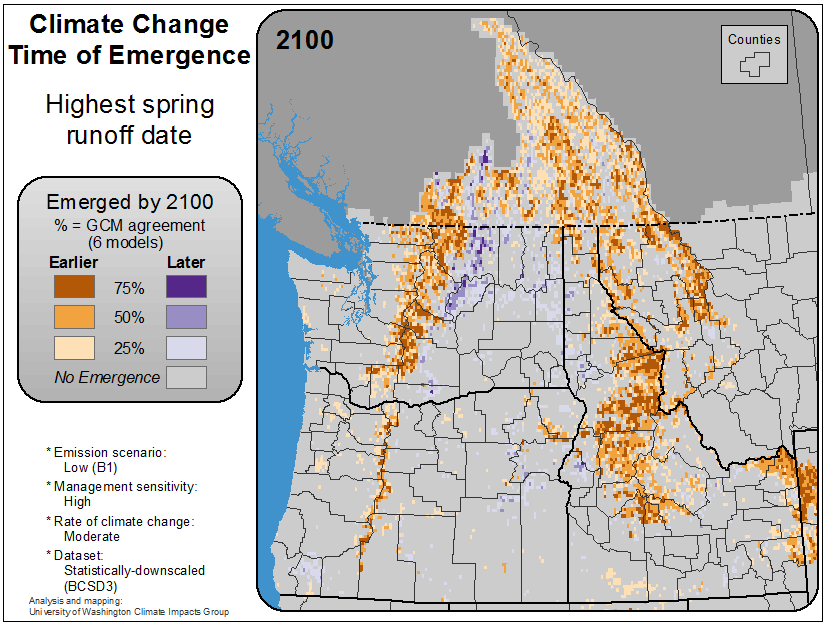 Climate Change
Time of Emergence
Highest spring
runoff date
Emerged by 2100
% = GCM agreement
(6 models)
Earlier
Later
75%
50%
25%
No Emergence
* Emission scenario:
Low (B1)
* Management sensitivity:
High
* Rate of climate change:
Moderate
* Dataset:
Statistically-downscaled
(BCSD3)
Analysis and mapping:
University of Washington Climate Impacts Group
2100
Counties